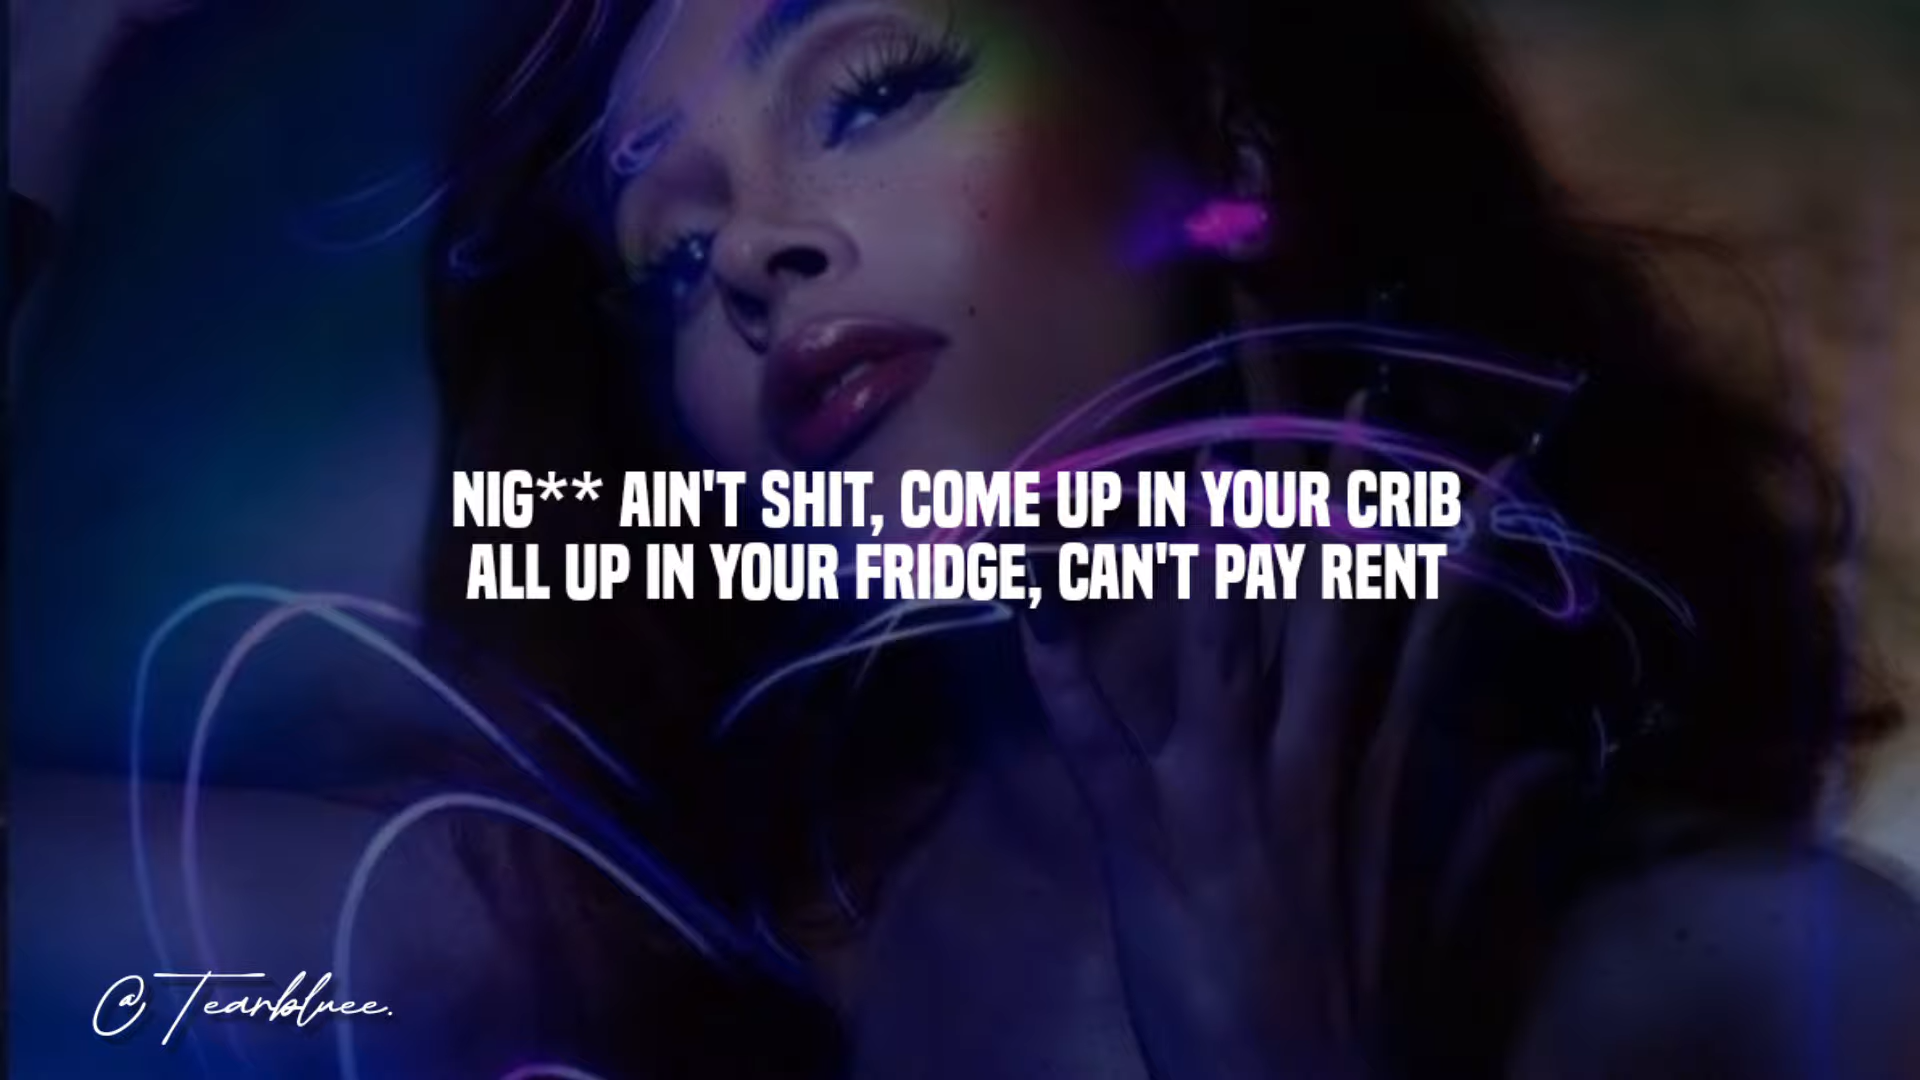 NIG** AIN'T SHIT, COME UP IN YOUR CRIB
ALL UP IN YOUR FRIDGE, CAN'T PAY RENT
@Tearbluee.